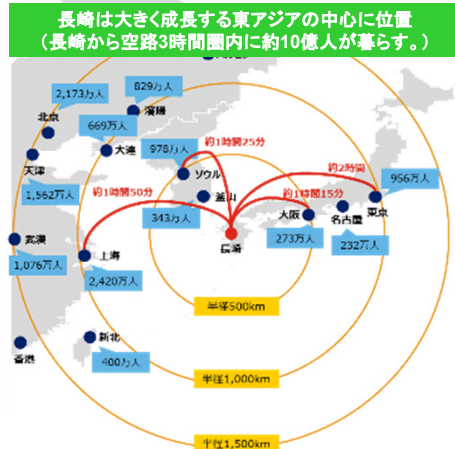 長崎は大きく成長する東アジアの中心に位置
（長崎から空路3時間圏内に約10億人が暮らす。）
2,173万人
829万人
北京
瀋陽
669万人
大連
978万人
約1時間25分
天津
ソウル
約2時間
956万人
1,562万人
約1時間50分
釜山
約1時間15分
343万人
大阪
名古屋
東京
武漢
長崎
273万人
232万人
1,076万人
上海
2,420万人
半径500km
新北
香港
400万人
半径1,000km
半径1,500km